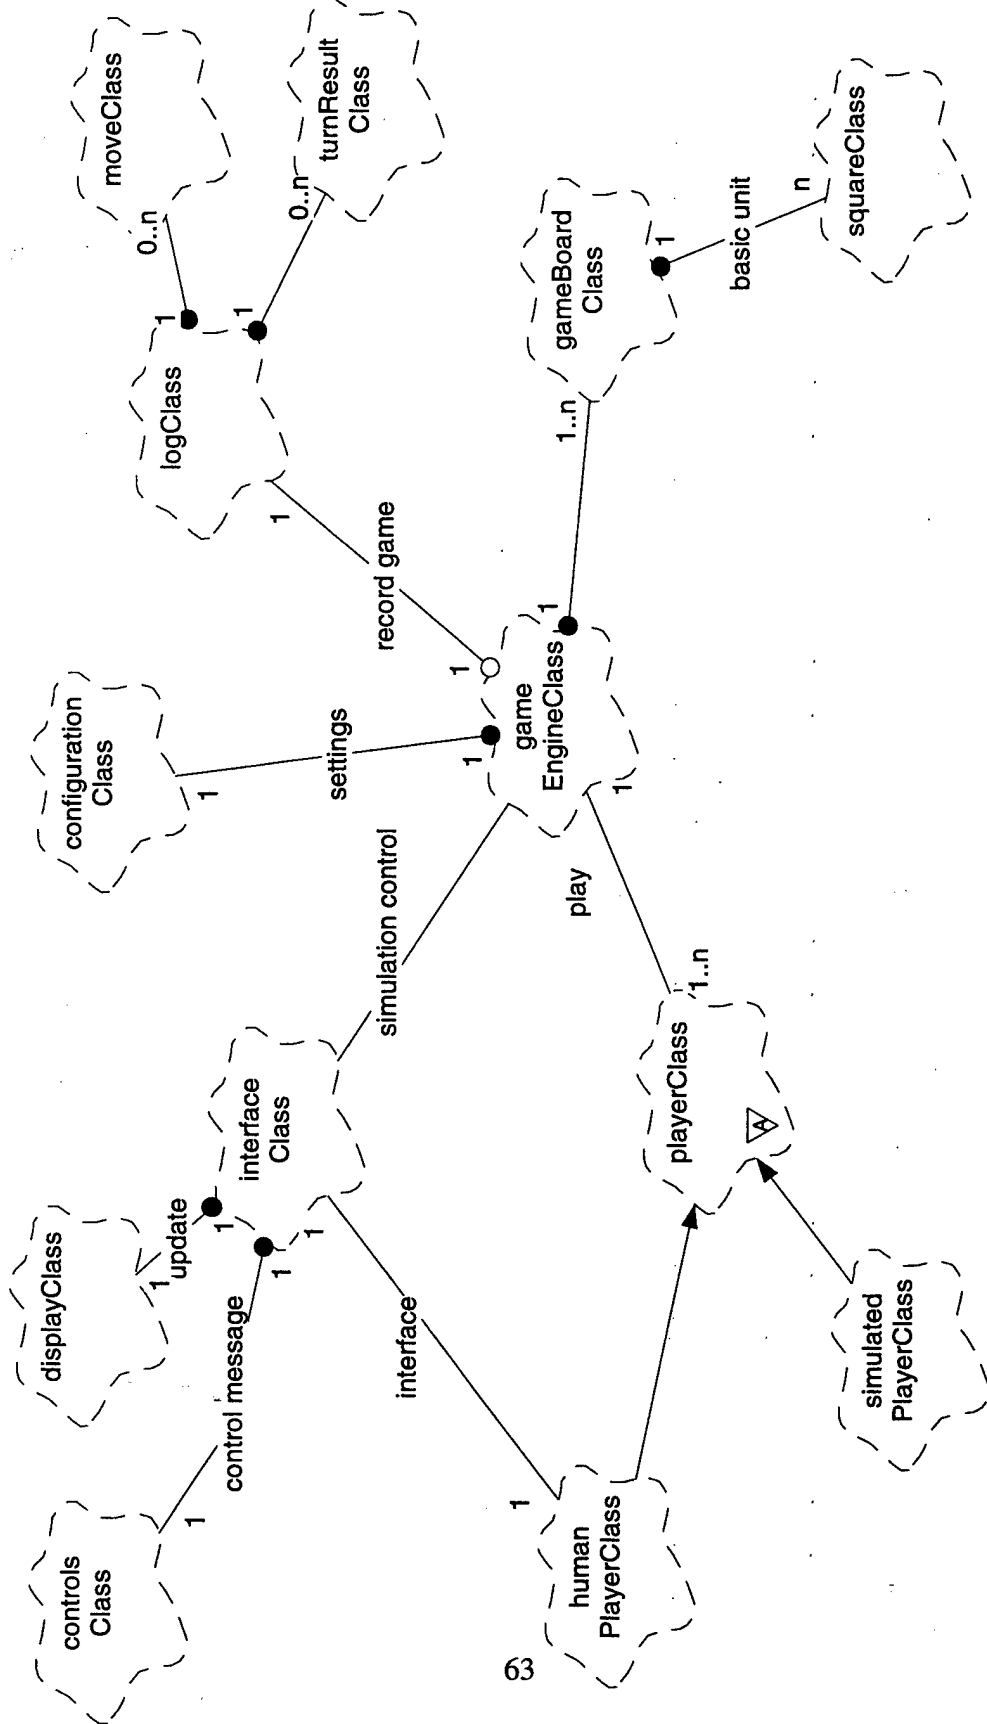 controls
Class
1
control message
1
displayClass
1
update
1
interface
Class
1
interface
1
human
PlayerClass
simulation control
configuration
Class
1
settings
1
game
EngineClass
1
record game
1
logClass
1
0..n
moveClass
1
0..n
turnResult
Class
1
1..n
gameBoard
Class
1
basic unit
n
squareClass
1
play
1..n
playerClass
A
simulated
PlayerClass
63